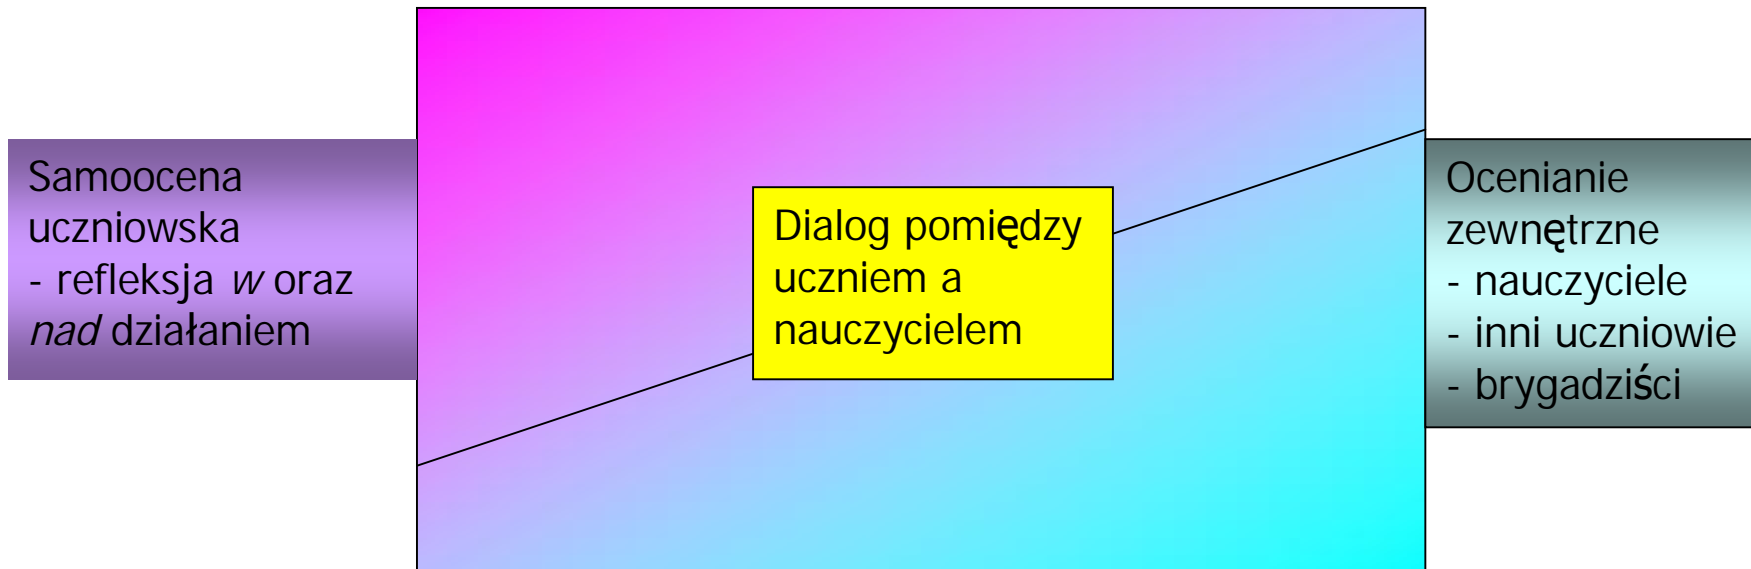 Samoocena
uczniowska
- refleksja w oraz
nad działaniem
Dialog pomiędzy
uczniem a
nauczycielem
Ocenianie
zewnętrzne
- nauczyciele
- inni uczniowie
- brygadziści